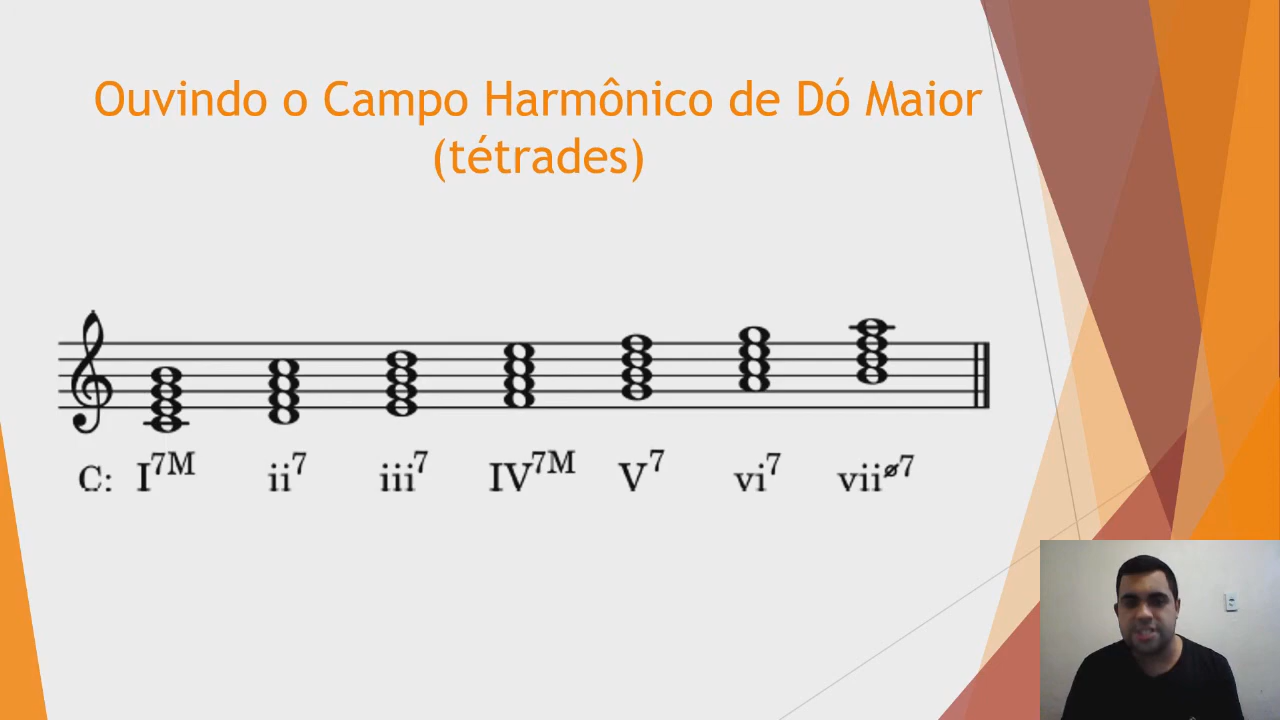 Ouvindo o Campo Harmônico de Dó Maior
(tétrades)
C: I⁷ᴹ ii⁷ iii⁷ IV⁷ᴹ V⁷ vi⁷ viiø⁷